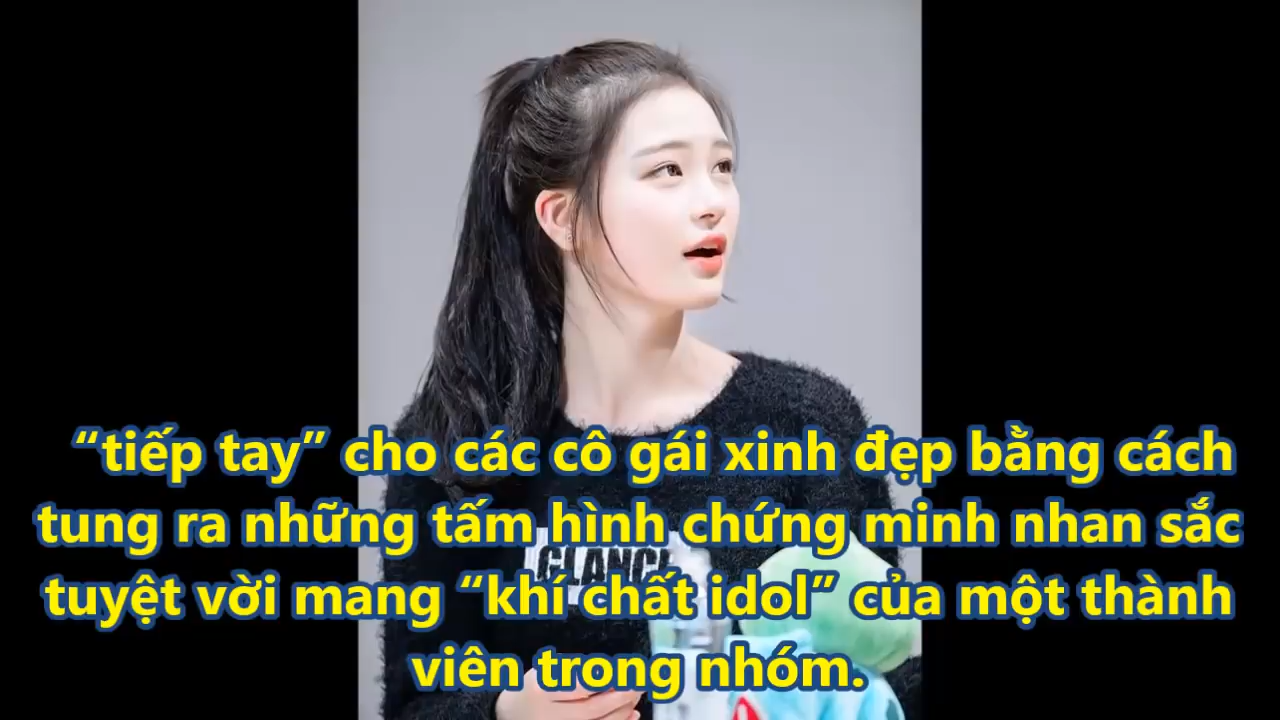 “tiếp tay” cho các cô gái xinh đẹp bằng cách
tung ra những tấm hình chứng minh nhan sắc
GLANCE
tuyệt vời mang “khí chất idol” của một thành
viên trong nhóm.